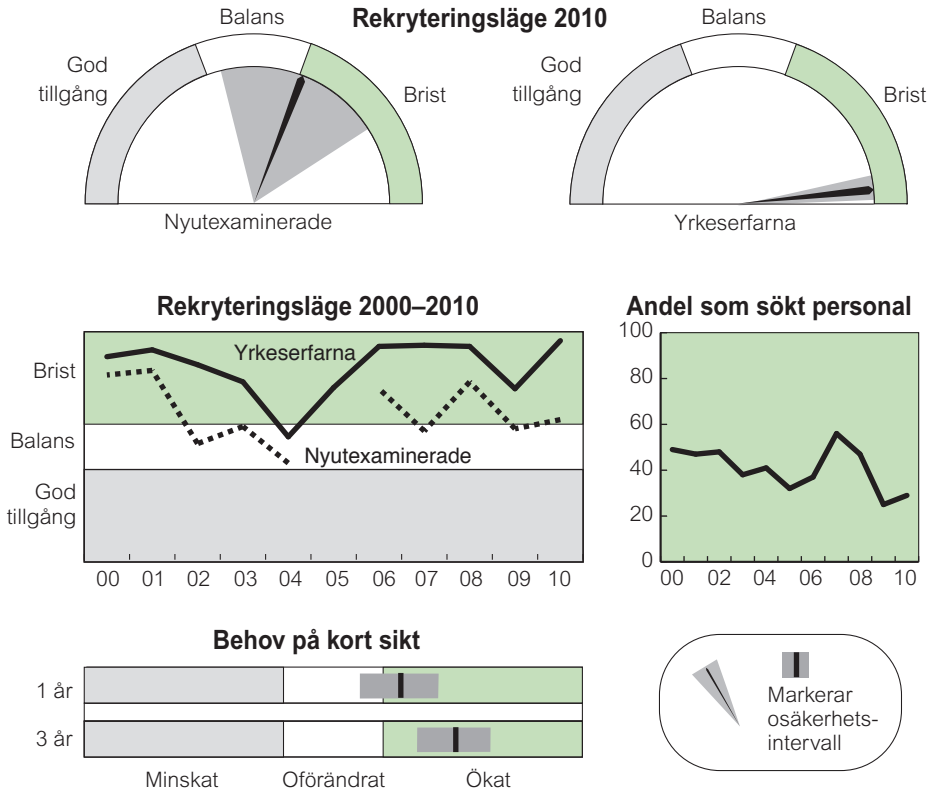 Rekryteringsläge 2010
Balans
God
tillgång
Brist
Nyutexaminerade
Balans
God
tillgång
Brist
Yrkeserfarna
Rekryteringsläge 2000–2010
Brist
Balans
God
tillgång
Yrkeserfarna
Nyutexaminerade
00 01 02 03 04 05 06 07 08 09 10
Andel som sökt personal
100
80
60
40
20
0
00 02 04 06 08 10
Behov på kort sikt
1 år
3 år
Minskat Oförändrat Ökat
Markerar
osäkerhets-
intervall